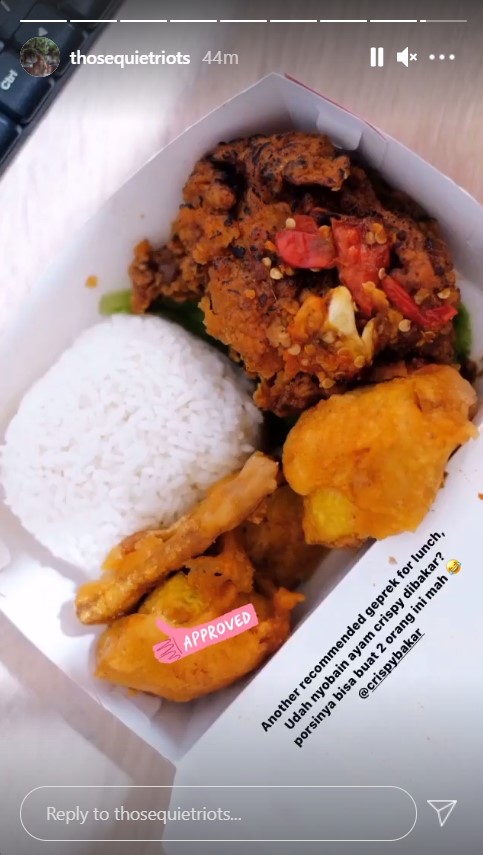 Ctrl
thosequietriots 44m
APPROVED
Another recommended geprek for lunch,
Udah nyobain ayam crispy dibakar?
porsinya bisa buat 2 orang ini mah 🤣
@crispybakar
Reply to thosequietriots...